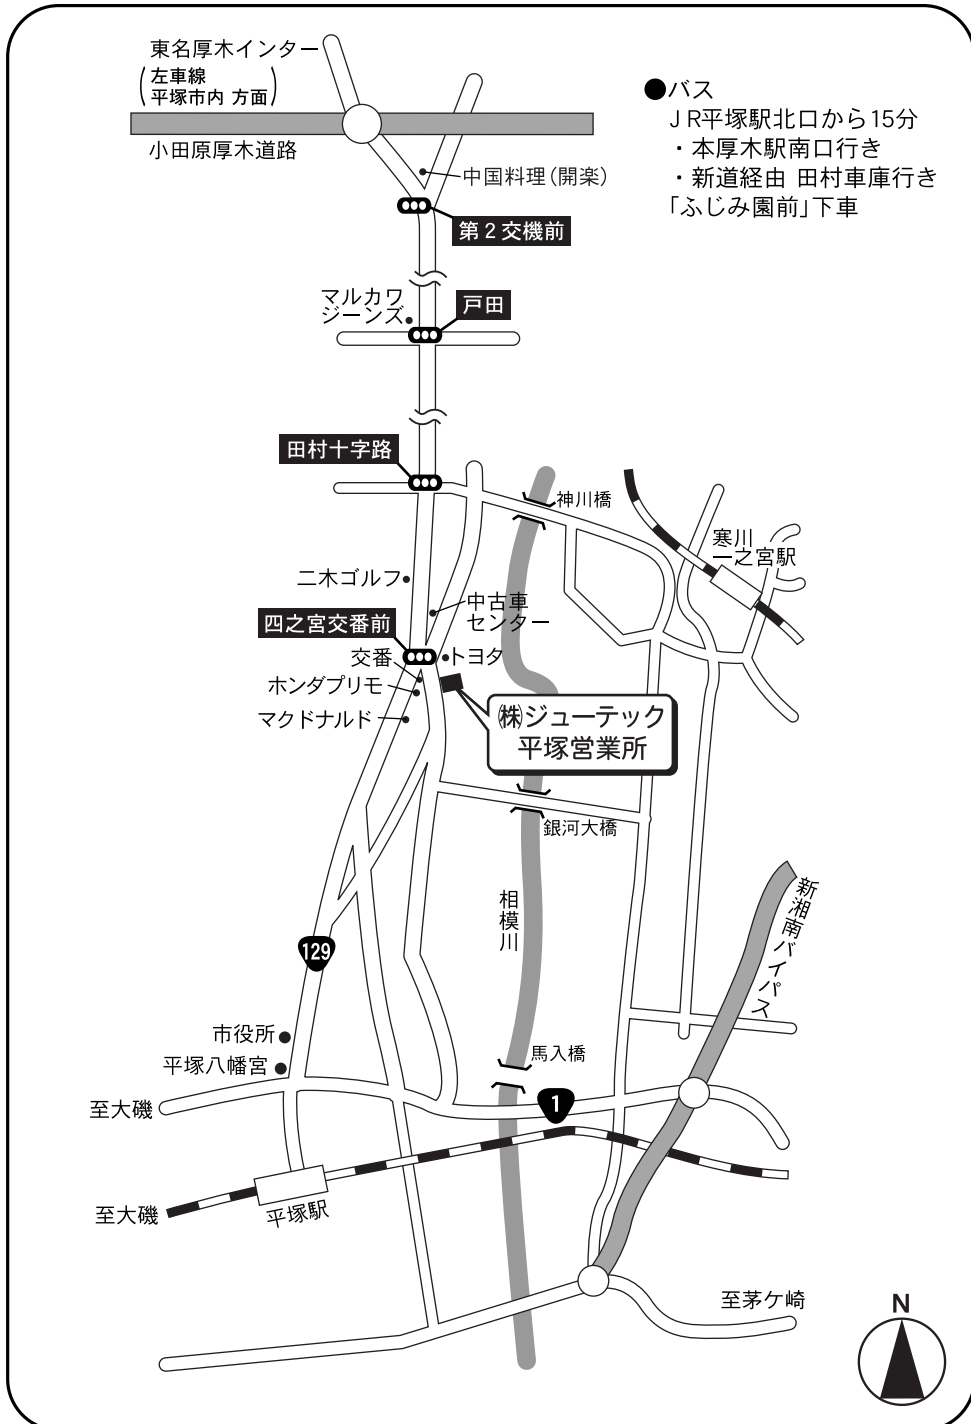 東名厚木インター
左車線
平塚市内 方面
小田原厚木道路
●バス
ＪＲ平塚駅北口から15分
・本厚木駅南口行き
・新道経由 田村車庫行き
「ふじみ園前」下車
中国料理(開楽)
第２交機前
マルカワ
ジーンズ
戸田
田村十字路
神川橋
寒川
一之宮駅
二木ゴルフ
中古車
センター
四之宮交番前
交番
トヨタ
ホンダプリモ
マクドナルド
㈱ジューテック
平塚営業所
銀河大橋
相模川
新湘南バイパス
129
市役所
平塚八幡宮
馬入橋
至大磯
1
至大磯
平塚駅
至茅ケ崎
N